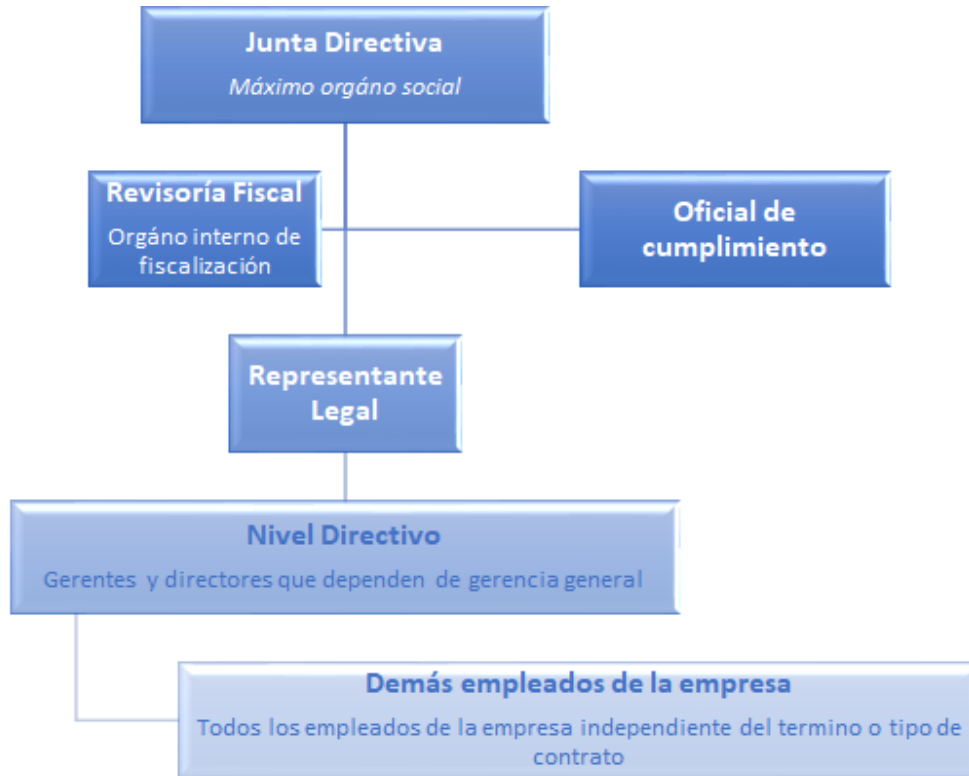 Junta Directiva
Máximo orgáno social
Revisoría Fiscal
Orgáno interno de
fiscalización
Oficial de
cumplimiento
Representante
Legal
Nivel Directivo
Gerentes y directores que dependen de gerencia general
Demás empleados de la empresa
Todos los empleados de la empresa independiente del termino o tipo de
contrato